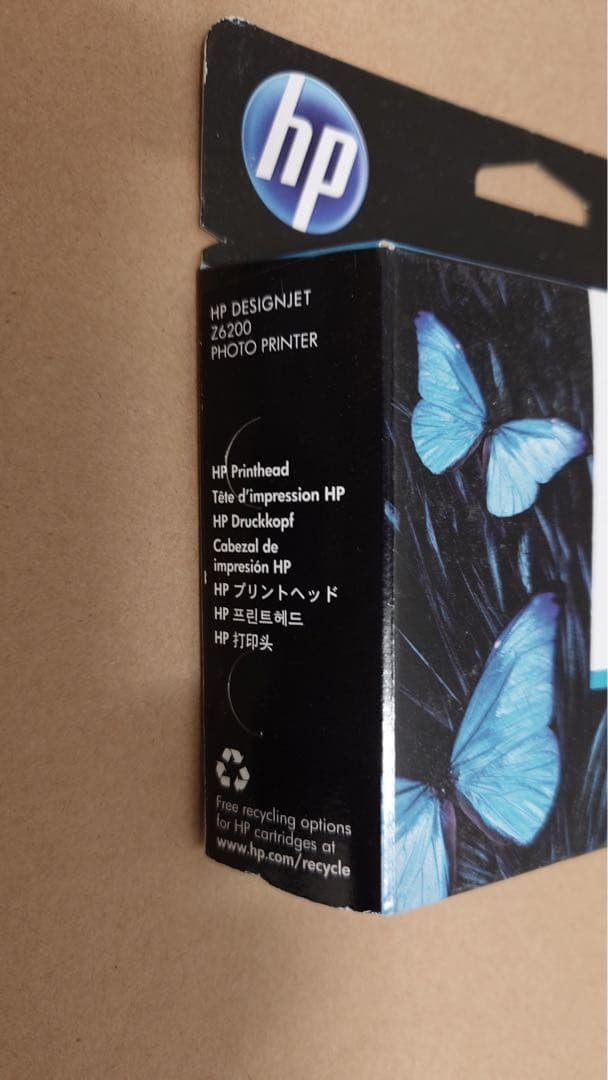 hp
HP DESIGNJET
Z6200
PHOTO PRINTER
HP Printhead
Tête d'impression HP
HP Druckkopf
Cabezal de
impresión HP
HP プリントヘッド
HP 프린트헤드
HP 打印头
Free recycling options
for HP cartridges at
www.hp.com/recycle